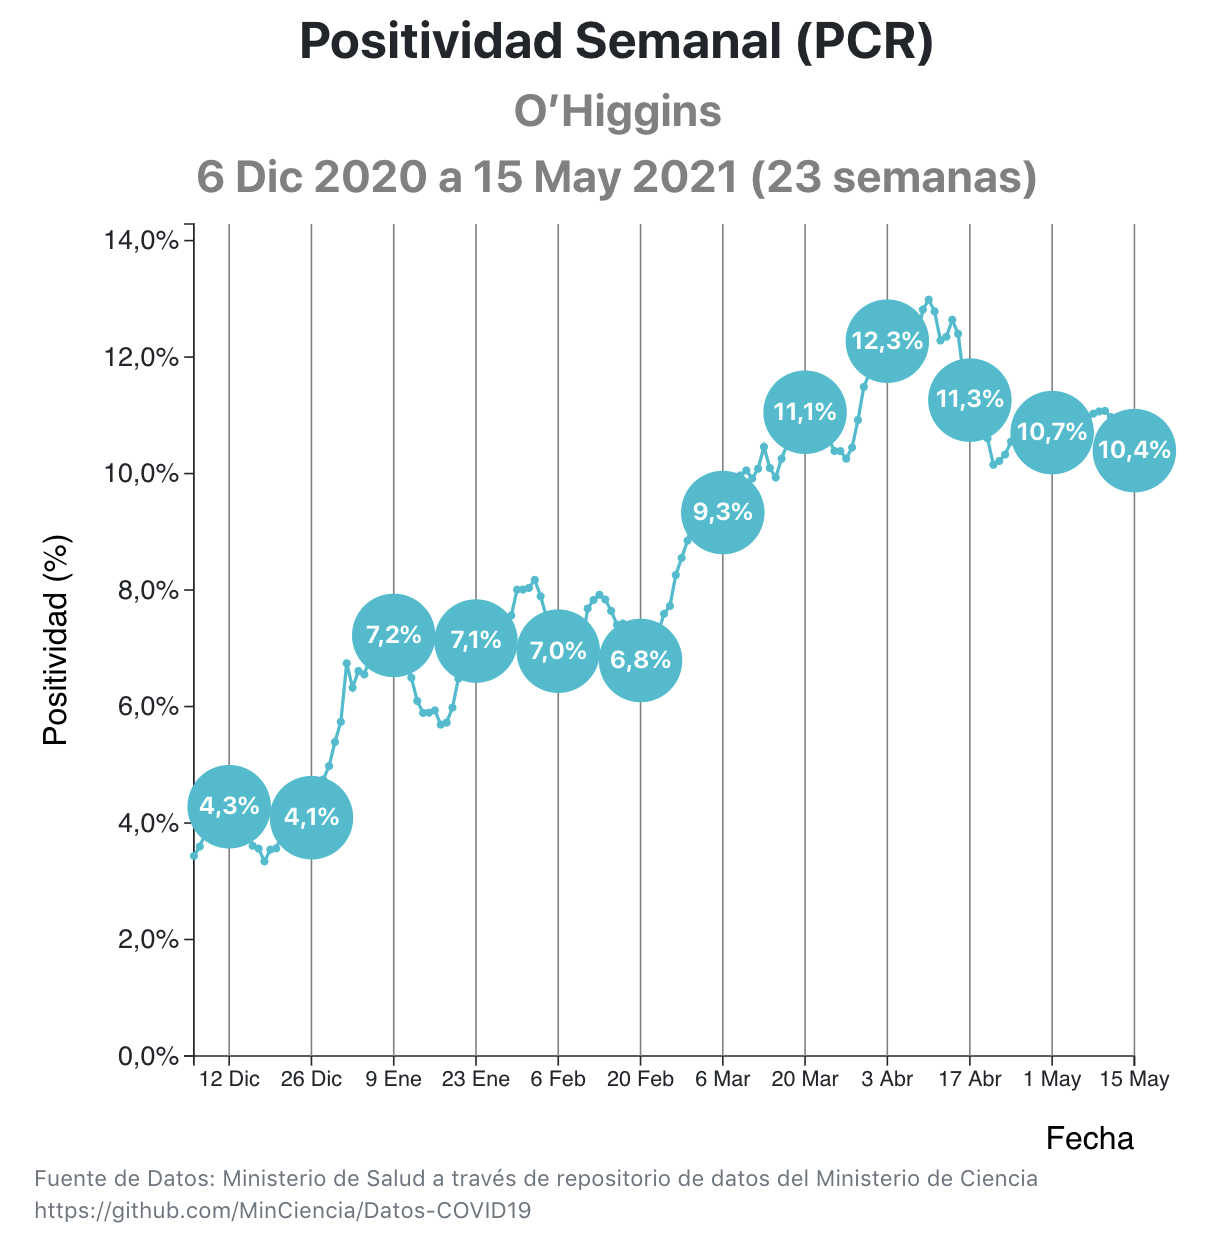 Positividad Semanal (PCR)
O’Higgins
6 Dic 2020 a 15 May 2021 (23 semanas)
14,0%
12,0%
10,0%
8,0%
6,0%
4,0%
2,0%
0,0%
Positividad (%)
4,3%
4,1%
7,2%
7,1%
7,0%
6,8%
9,3%
11,1%
12,3%
11,3%
10,7%
10,4%
12 Dic
26 Dic
9 Ene
23 Ene
6 Feb
20 Feb
6 Mar
20 Mar
3 Abr
17 Abr
1 May
15 May
Fecha
Fuente de Datos: Ministerio de Salud a través de repositorio de datos del Ministerio de Ciencia
https://github.com/MinCiencia/Datos-COVID19